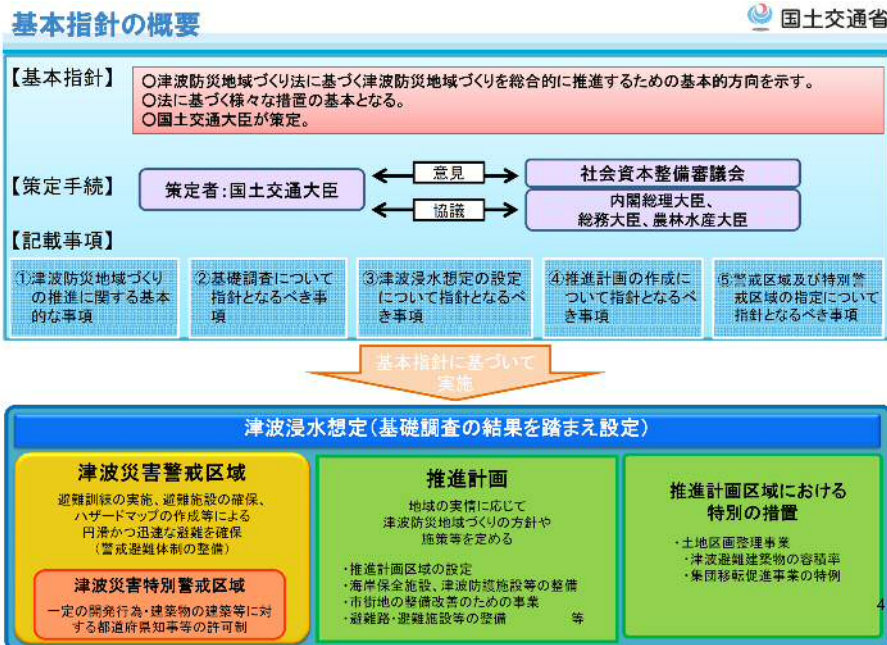 基本指針の概要
国土交通省
【基本指針】
○津波防災地域づくり法に基づく津波防災地域づくりを総合的に推進するための基本的方向を示す。
○法に基づく様々な措置の基本となる。
○国土交通大臣が策定。
【策定手続】
策定者:国土交通大臣
意見
社会資本整備審議会
協議
内閣総理大臣、
総務大臣、農林水産大臣
【記載事項】
①津波防災地域づくり
の推進に関する基本
的な事項
②基礎調査について
指針となるべき事
項
③津波浸水想定の設定
について指針となるべ
き事項
④推進計画の作成に
ついて指針となるべ
き事項
⑤警戒区域及び特別警
戒区域の指定について
指針となるべき事項
基本指針に基づいて
実施
津波浸水想定(基礎調査の結果を踏まえ設定)
津波災害警戒区域
避難訓練の実施、避難施設の確保、
ハザードマップの作成等による
円滑かつ迅速な避難を確保
(警戒避難体制の整備)
津波災害特別警戒区域
一定の開発行為・建築物の建築等に対
する都道府県知事等の許可制
推進計画
地域の実情に応じて
津波防災地域づくりの方針や
施策等を定める
・推進計画区域の設定
・海岸保全施設、津波防護施設等の整備
・市街地の整備改善のための事業
・避難路・避難施設等の整備 等
推進計画区域における
特別の措置
・土地区画整理事業
・津波避難建築物の容積率
・集団移転促進事業の特例
4